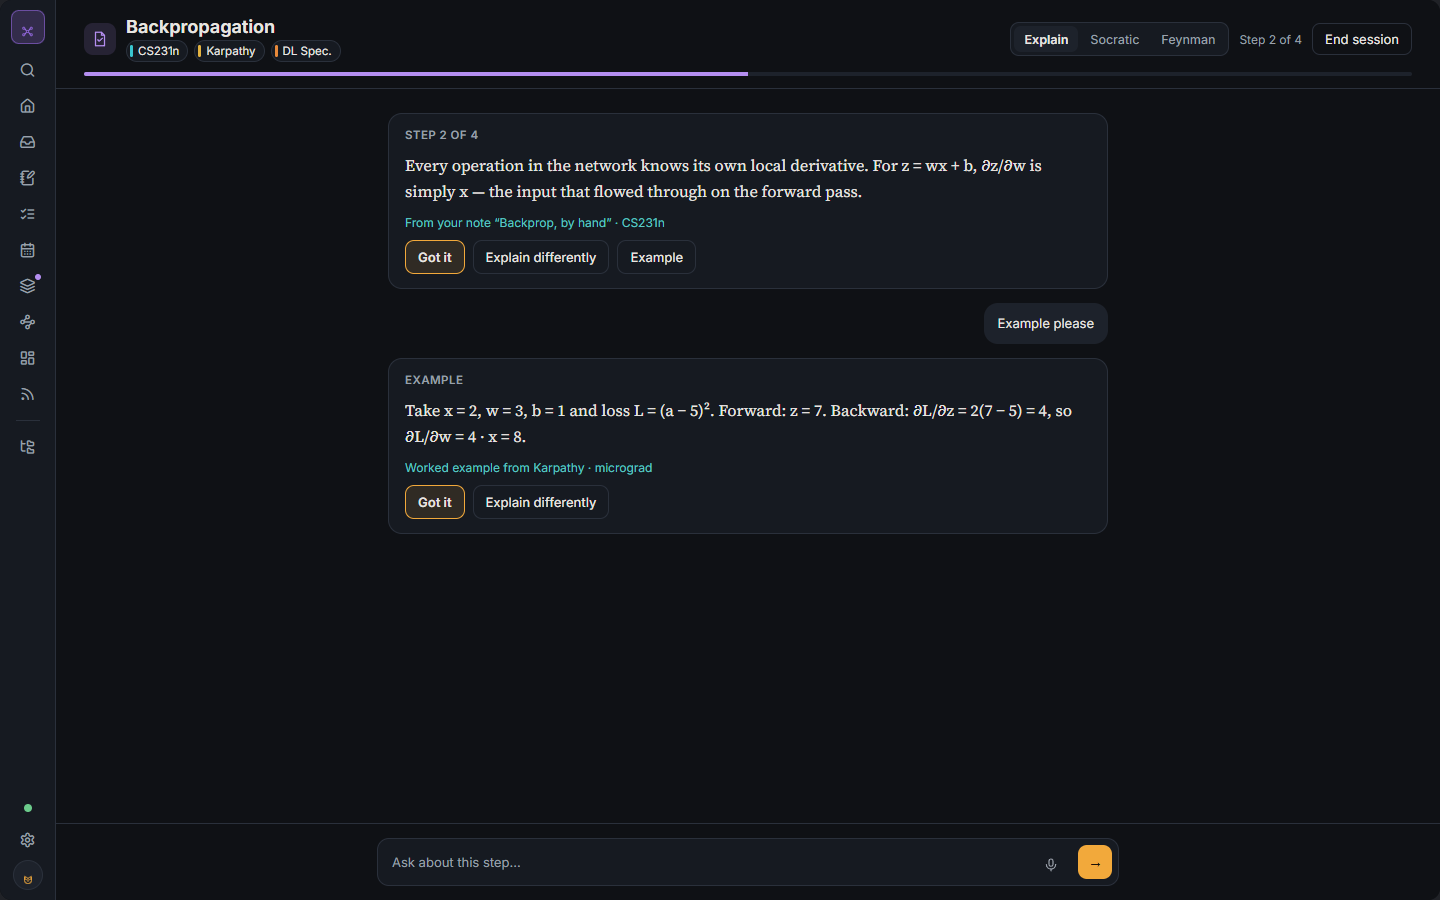 Backpropagation
CS231n Karpathy DL Spec.
Explain Socratic Feynman Step 2 of 4 End session
STEP 2 OF 4
Every operation in the network knows its own local derivative. For z = wx + b, ∂z/∂w is
simply x — the input that flowed through on the forward pass.
From your note “Backprop, by hand” · CS231n
Got it Explain differently Example
Example please
EXAMPLE
Take x = 2, w = 3, b = 1 and loss L = (a − 5)². Forward: z = 7. Backward: ∂L/∂z = 2(7 − 5) = 4, so
∂L/∂w = 4 · x = 8.
Worked example from Karpathy · micrograd
Got it Explain differently
Ask about this step...
→